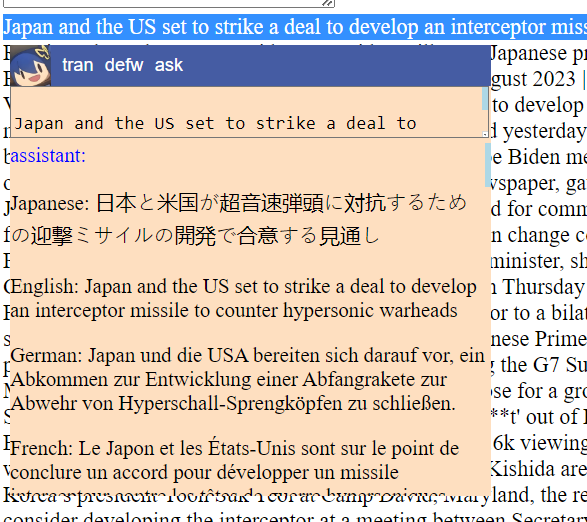 Japan and the US set to strike a deal to develop an interceptor miss
Japanese pr
gust 2023 |
to develop
d yesterday
e Biden me
wspaper, ga
d for comm
n change co
minister, sh
n Thursday
or to a bilat
nese Prime
g the G7 Su
ose for a gro
**t' out of
6k viewing
Kishida are
Maryland, the re
consider developing the interceptor at a meeting between Secretar
tran defw ask
Japan and the US set to strike a deal to
assistant:
Japanese: 日本と米国が超音速弾頭に対抗するため
の迎撃ミサイルの開発で合意する見通し
English: Japan and the US set to strike a deal to develop
an interceptor missile to counter hypersonic warheads
German: Japan und die USA bereiten sich darauf vor, ein
Abkommen zur Entwicklung einer Abfangrakete zur
Abwehr von Hyperschall-Sprengköpfen zu schließen.
French: Le Japon et les États-Unis sont sur le point de
conclure un accord pour développer un missile